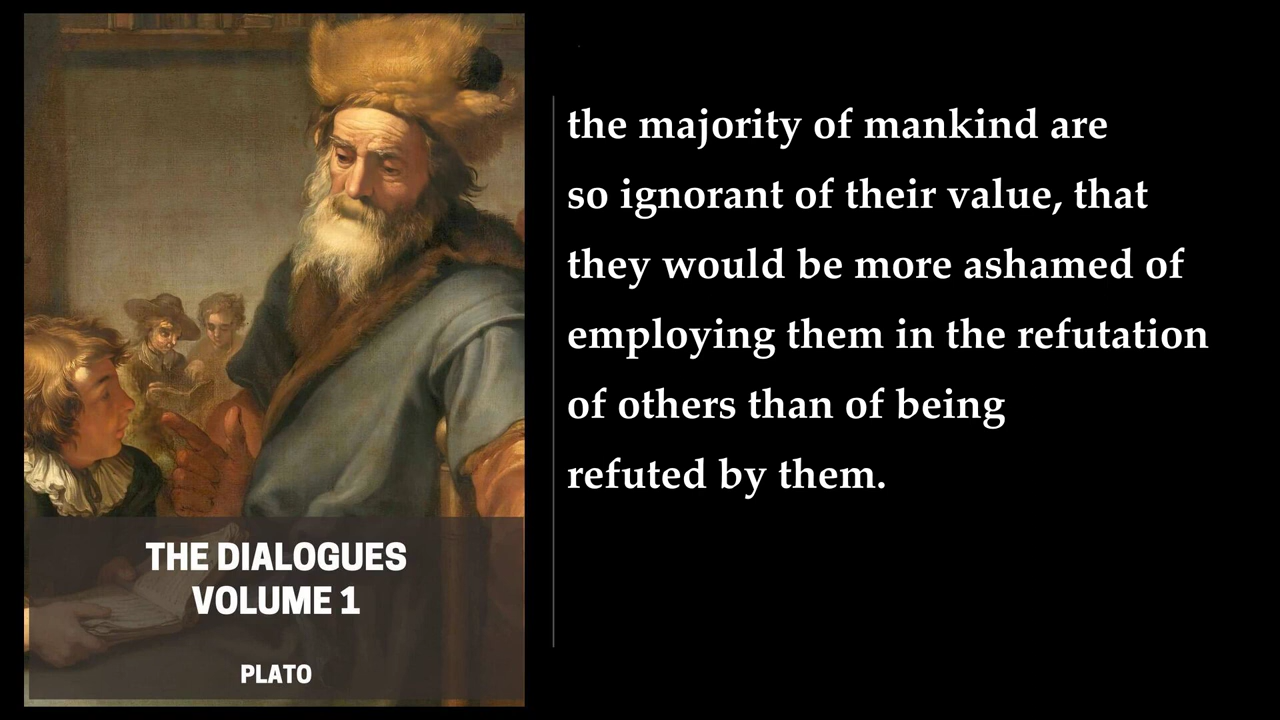 THE DIALOGUES
VOLUME 1
PLATO
the majority of mankind are
so ignorant of their value, that
they would be more ashamed of
employing them in the refutation
of others than of being
refuted by them.